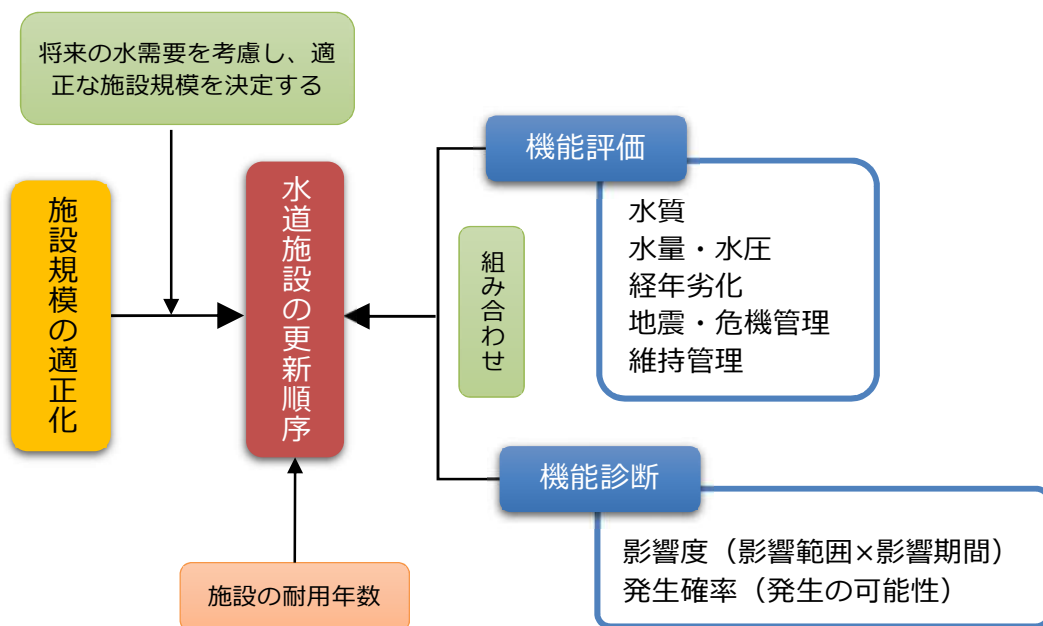 将来の水需要を考慮し、適
正な施設規模を決定する
施設規模の適正化
水道施設の更新順序
施設の耐用年数
組み合わせ
機能評価
水質
水量・水圧
経年劣化
地震・危機管理
維持管理
機能診断
影響度（影響範囲×影響期間）
発生確率（発生の可能性）